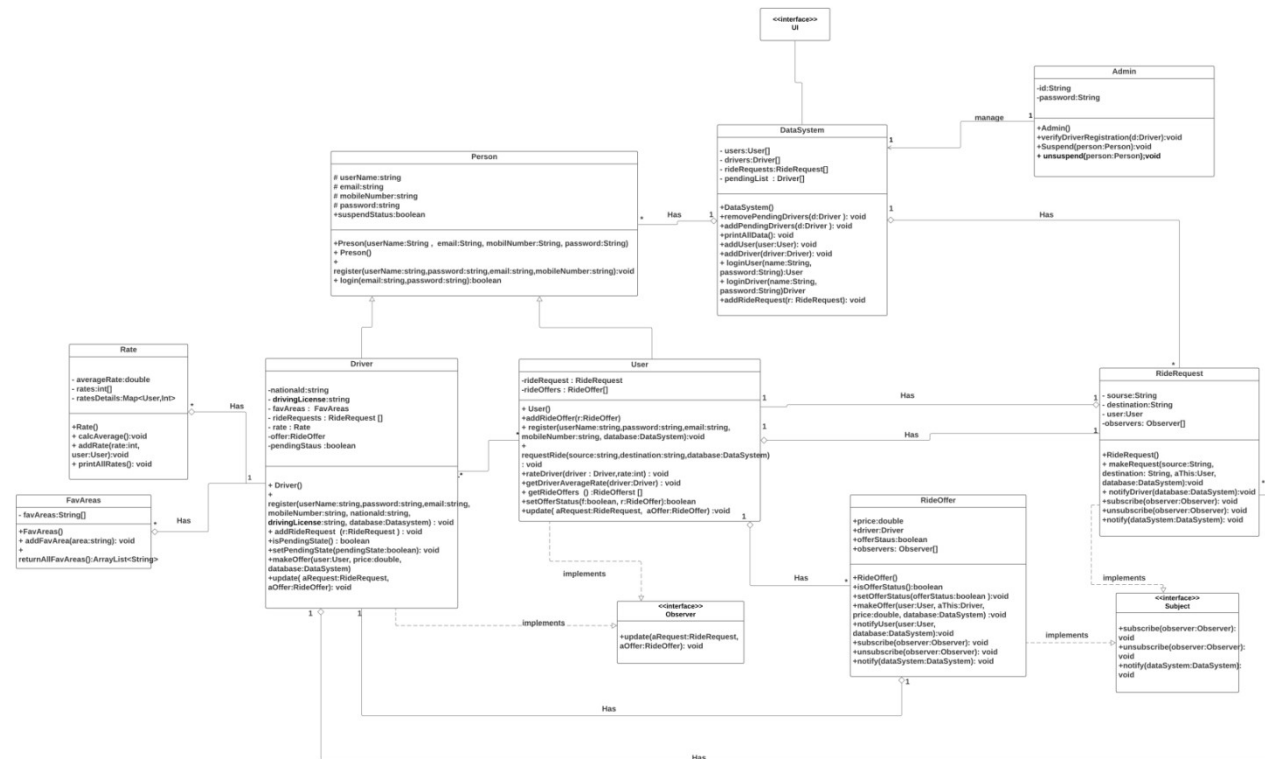 <<interface>>
UI
Admin
-id:String
-password:String
+Admin()
+verifyDriverRegistration(d:Driver):void
+Suspend(person:Person):void
+ unsuspend(person:Person);void
manage
1
1
DataSystem
- users:User[]
- drivers:Driver[]
- rideRequests:RideRequest[]
- pendingList : Driver[]
+DataSystem()
+removePendingDrivers(d:Driver ): void
+addPendingDrivers(d:Driver ): void
+printAllData(): void
+addUser(user:User): void
+addDriver(driver:Driver): void
+ loginUser(name:String,
password:String):User
+ loginDriver(name:String,
password:String)Driver
+addRideRequest(r: RideRequest): void
Person
# userName:string
# email:string
# mobileNumber:string
# password:string
+suspendStatus:boolean
+Preson(userName:String , email:String, mobilNumber:String, password:String)
+ Preson()
+
register(userName:string,password:string,email:string,mobileNumber:string):void
+ login(email:string,password:string):boolean
*
Has
1
1
Has
*
Rate
- averageRate:double
- rates:int[]
- ratesDetails:Map<User,Int>
+Rate()
+ calcAverage():void
+ addRate(rate:int,
user:User):void
+ printAllRates(): void
*
Has
1
FavAreas
- favAreas:String[]
+FavAreas()
+ addFavArea(area:string): void
+
returnAllFavAreas():ArrayList<String>
*
Has
1
Driver
-nationald:string
- drivingLicense:string
- favAreas : FavAreas
- rideRequests : RideRequest []
- rate : Rate
-offer:RideOffer
-pendingStaus :boolean
+ Driver()
+
register(userName:string,password:string,email:string,
mobileNumber:string, nationald:string,
drivingLicense:string, database:Datasystem) : void
+ addRideRequest (r:RideRequest ) : void
+isPendingState() : boolean
+setPendingState(pendingState:boolean): void
+makeOffer(user:User, price:double,
database:DataSystem)
+update( aRequest:RideRequest,
aOffer:RideOffer): void
User
-rideRequest : RideRequest
-rideOffers : RideOffer[]
+ User()
+addRideOffer(r:RideOffer)
+ register(userName:string,password:string,email:string,
mobileNumber:string, database:DataSystem):void
+
requestRide(source:string,destination:string,database:DataSystem)
: void
+rateDriver(driver : Driver,rate:int) : void
+getDriverAverageRate(driver:Driver) : void
+ getRideOffers () :RideOfferst []
+setOfferStatus(f:boolean, r:RideOffer):boolean
+update( aRequest:RideRequest, aOffer:RideOffer) :void
*
*
1
Has
1
1
Has
1
RideRequest
- sourse:String
- destination:String
- user:User
-observers: Observer[]
+RideRequest()
+ makeRequest(source:String,
destination: String, aThis:User,
database:DataSystem):void
+ notifyDriver(database:DataSystem):void
+subscribe(observer:Observer): void
+unsubscribe(observer:Observer): void
+notify(dataSystem:DataSystem): void
*
RideOffer
+price:double
+driver:Driver
+offerStaus:boolean
+observers: Observer[]
+RideOffer()
+isOfferStatus():boolean
+setOfferStatus(offerStatus:boolean ):void
+makeOffer(user:User, aThis:Driver,
price:double, database:DataSystem) :void
+notifyUser(user:User,
database:DataSystem):void
+subscribe(observer:Observer): void
+unsubscribe(observer:Observer): void
+notify(dataSystem:DataSystem): void
1
Has
*
implements
implements
implements
implements
<<interface>>
Observer
+update(aRequest:RideRequest,
aOffer:RideOffer): void
<<interface>>
Subject
+subscribe(observer:Observer):
void
+unsubscribe(observer:Observer):
void
+notify(dataSystem:DataSystem):
void
1
1
1
Has
Has